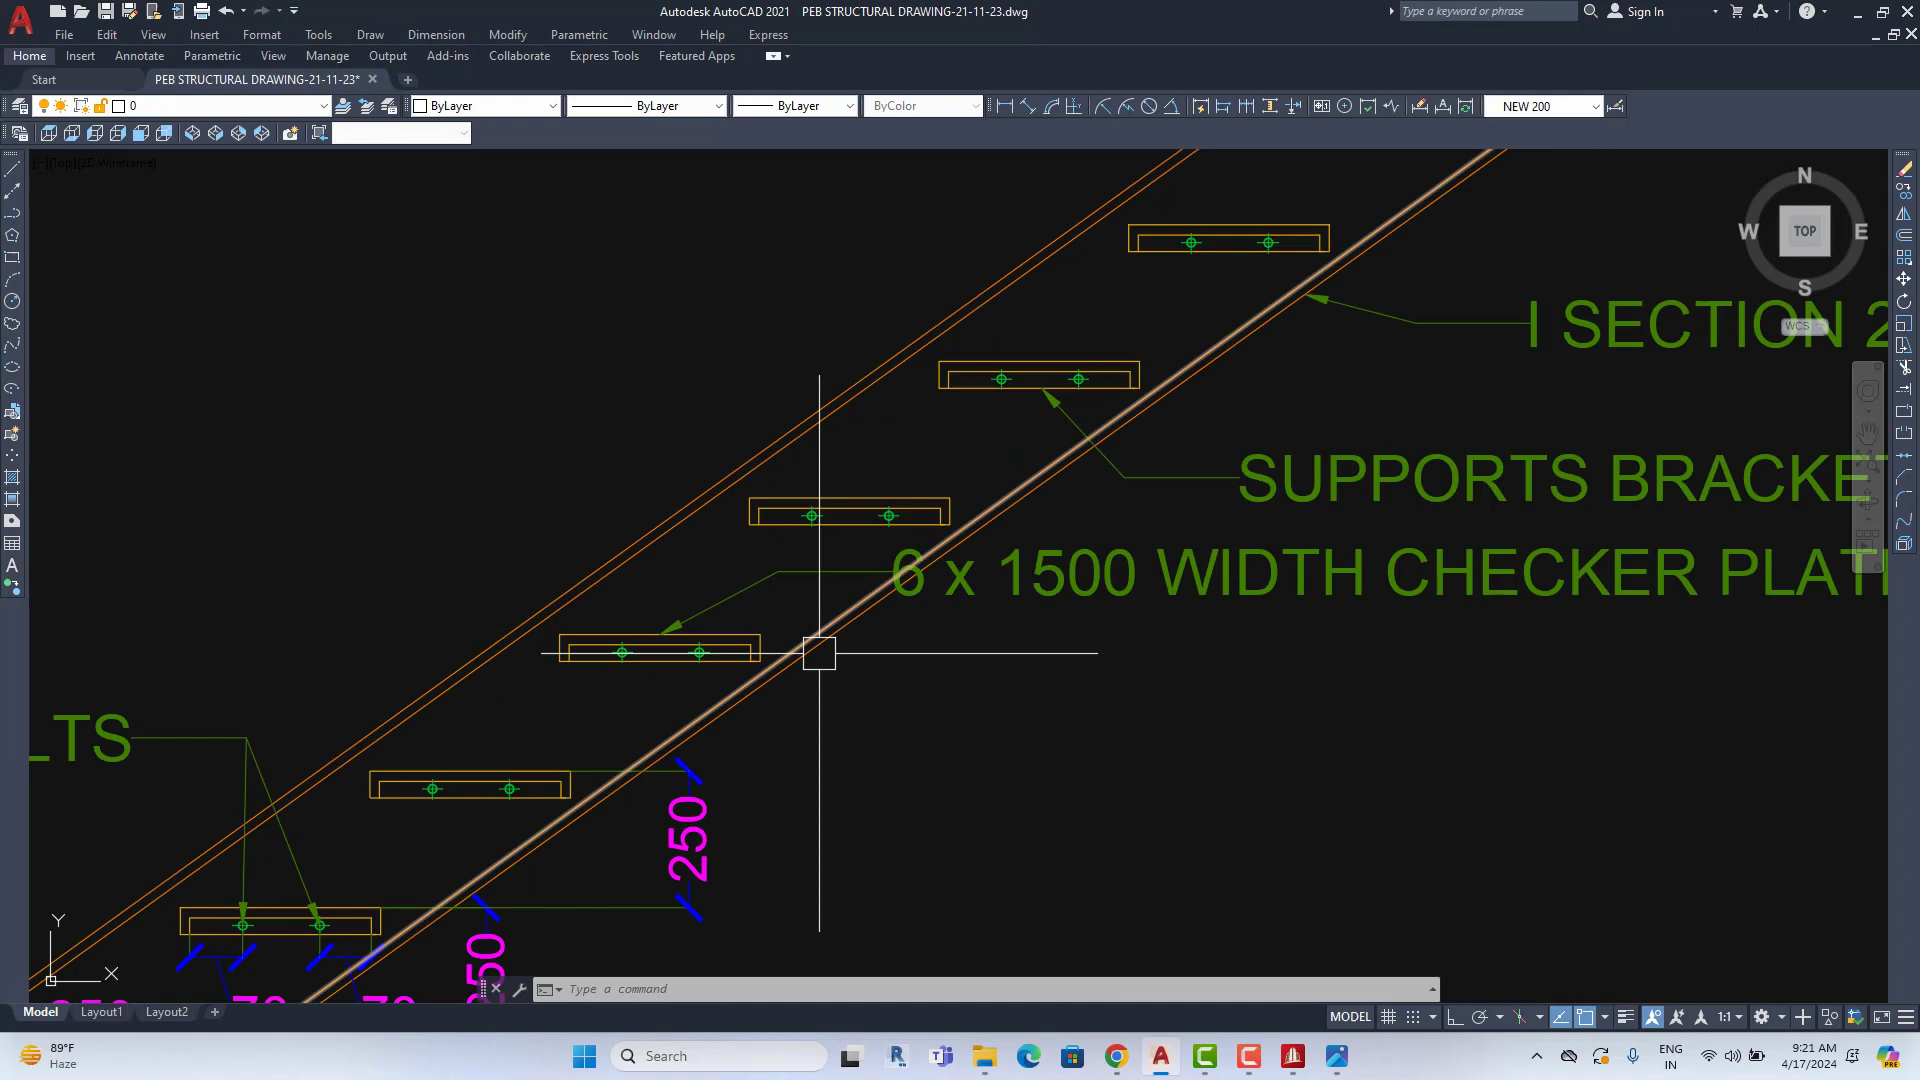 Autodesk AutoCAD 2021 PEB STRUCTURAL DRAWING-21-11-23.dwg
Type a keyword or phrase
Sign In
File Edit View Insert Format Tools Draw Dimension Modify Parametric Window Help Express
Home Insert Annotate Parametric View Manage Output Collaborate Express Tools Featured Apps
Start PEB STRUCTURAL DRAWING-21-11-23*
0 ByLayer ByLayer ByLayer ByColor NEW 200
[−][Top][2D Wireframe]
N
W TOP E
S
WCS
I SECTION 2
SUPPORTS BRACKE
6 x 1500 WIDTH CHECKER PLAT
LTS
250
Y
X
Type a command
Model Layout1 Layout2
MODEL 1:1
89°F
Haze
Search
ENG
IN
9:21 AM
4/17/2024